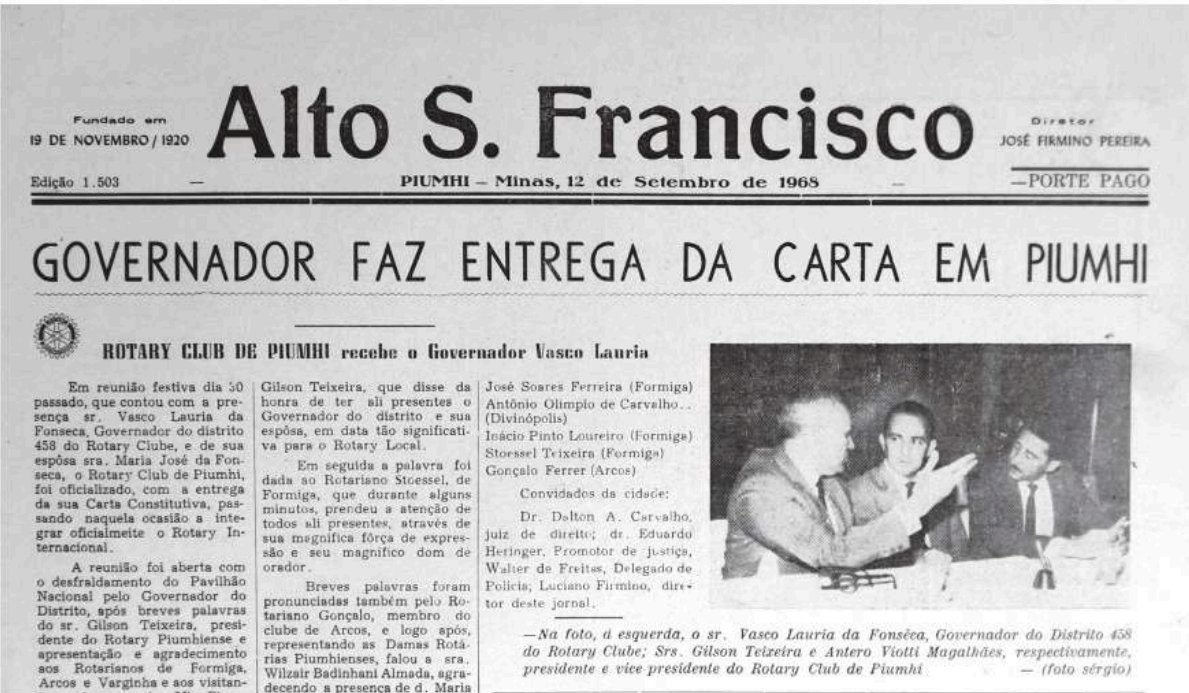 Fundado em
19 DE NOVEMBRO / 1920
Alto S. Francisco
Diretor
JOSÉ FIRMINO PEREIRA
Edição 1.503 — PIUMHI — Minas, 12 de Setembro de 1968 — —PORTE PAGO
GOVERNADOR FAZ ENTREGA DA CARTA EM PIUMHI
ROTARY CLUB DE PIUMHI recebe o Governador Vasco Lauria
Em reunião festiva dia 30
passado, que contou com a pre-
sença sr. Vasco Lauria da
Fonseca, Governador do distrito
458 do Rotary Clube, e de sua
espôsa sra. Maria José da Fon-
seca, o Rotary Club de Piumhi,
foi oficializado, com a entrega
da sua Carta Constitutiva, pas-
sando naquela ocasião a inte-
grar oficialmeite o Rotary In-
ternacional.
A reunião foi aberta com
o desfraldamento do Pavilhão
Nacional pelo Governador do
Distrito, após breves palavras
do sr. Gilson Teixeira, presi-
dente do Rotary Piumhiense e
apresentação e agradecimento
aos Rotarianos de Formiga,
Arcos e Varginha e aos visitan-
Gilson Teixeira, que disse da
honra de ter ali presentes o
Governador do distrito e sua
espôsa, em data tão significati-
va para o Rotary Local.
Em seguida a palavra foi
dada ao Rotariano Stoessel, de
Formiga, que durante alguns
minutos, prendeu a atenção de
todos ali presentes, através de
sua magnifica fôrça de expres-
são e seu magnifico dom de
orador.
Breves palavras foram
pronunciadas também pelo Ro-
tariano Gonçalo, membro do
clube de Arcos, e logo após,
representando as Damas Rotá-
rias Piumhienses, falou a sra.
Wilzair Badinhani Almada, agra-
decendo a presença de d. Maria
José Soares Ferreira (Formiga)
Antônio Olimpio de Carvalho..
(Divinópolis)
Inácio Pinto Loureiro (Formiga)
Stoessel Teixeira (Formiga)
Gonçalo Ferrer (Arcos)
Convidados da cidade:
Dr. Dalton A. Carvalho,
juiz de direito; dr. Eduardo
Heringer, Promotor de justiça,
Walter de Freitas, Delegado de
Policia; Luciano Firmino, dire-
tor deste jornal.
—Na foto, á esquerda, o sr. Vasco Lauria da Fonsêca, Governador do Distrito 458
do Rotary Clube; Srs. Gilson Teixeira e Antero Viotti Magalhães, respectivamente,
presidente e vice presidente do Rotary Club de Piumhi — (foto sérgio)